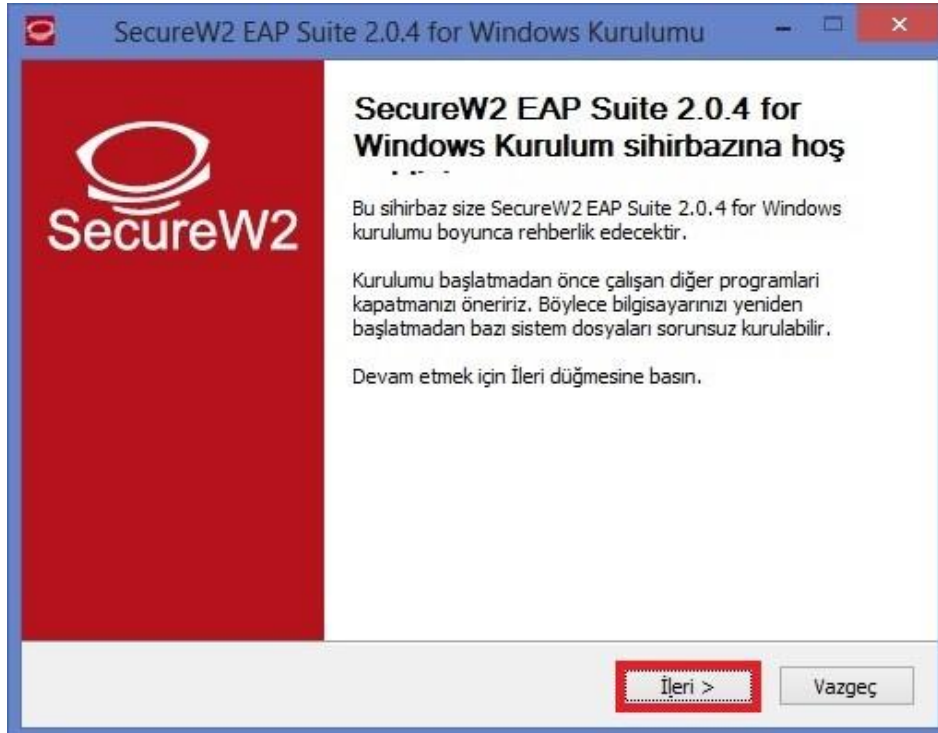 SecureW2 EAP Suite 2.0.4 for Windows Kurulumu
SecureW2
SecureW2 EAP Suite 2.0.4 for
Windows Kurulum sihirbazına hoş
Bu sihirbaz size SecureW2 EAP Suite 2.0.4 for Windows
kurulumu boyunca rehberlik edecektir.
Kurulumu başlatmadan önce çalışan diğer programlari
kapatmanızı öneririz. Böylece bilgisayarınızı yeniden
başlatmadan bazı sistem dosyaları sorunsuz kurulabilir.
Devam etmek için İleri düğmesine basın.
İleri >
Vazgeç